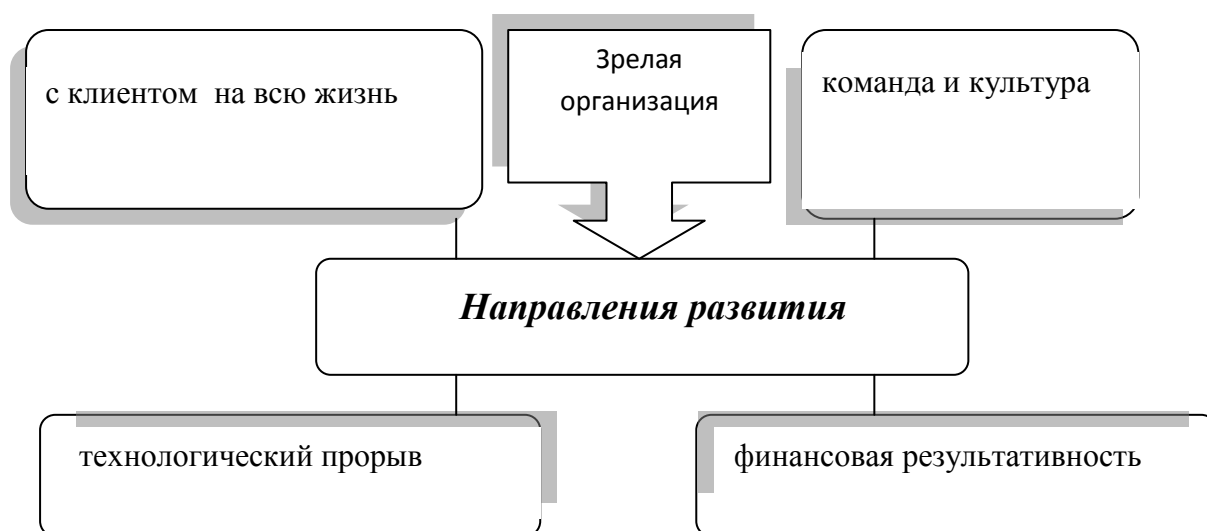 с клиентом на всю жизнь
Зрелая
организация
команда и культура
Направления развития
технологический прорыв
финансовая результативность